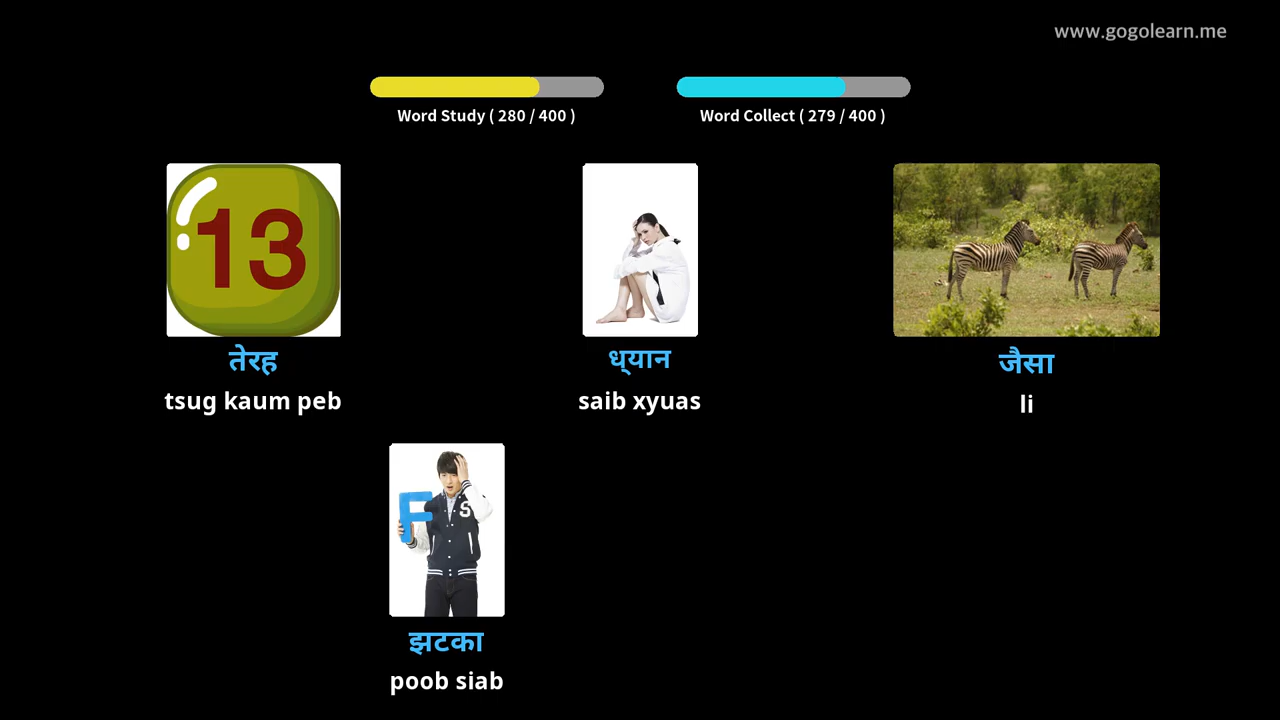 www.gogolearn.me
Word Study ( 280 / 400 )
Word Collect ( 279 / 400 )
13
तेरह
tsug kaum peb
ध्यान
saib xyuas
जैसा
li
F
S
झटका
poob siab